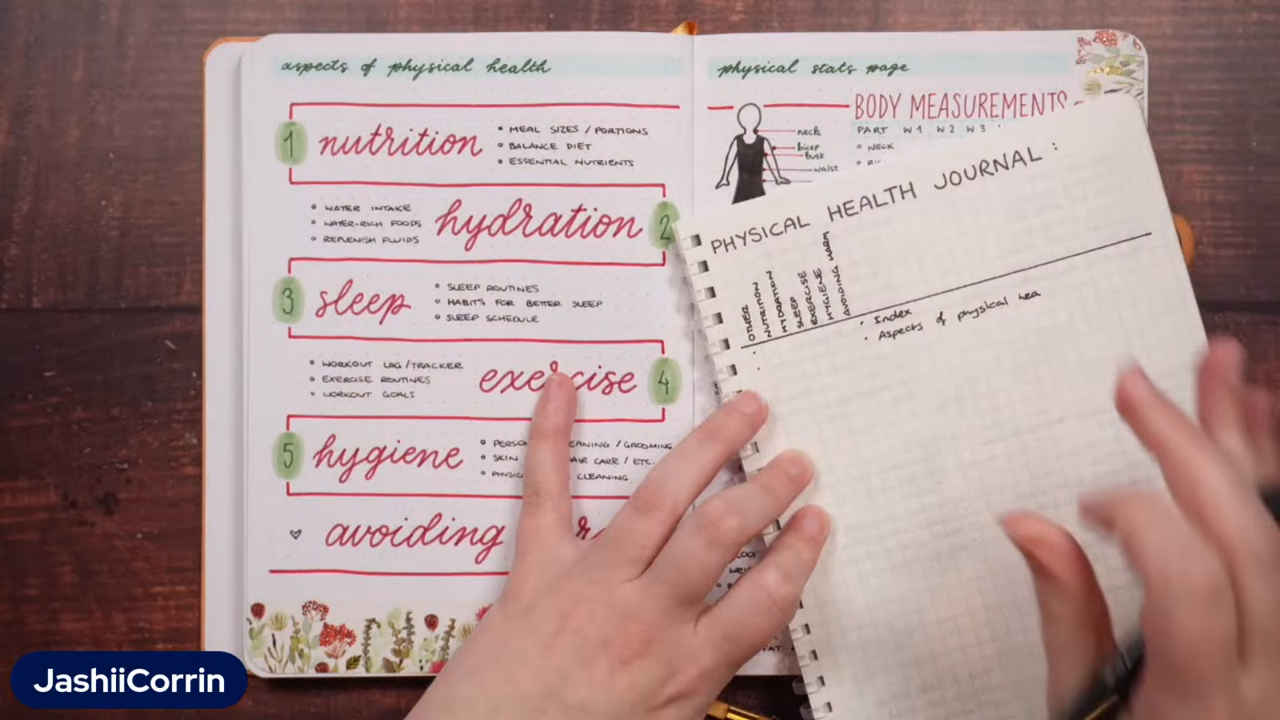 aspects of physical health
1 nutrition
• MEAL SIZES / PORTIONS
• BALANCE DIET
• ESSENTIAL NUTRIENTS
• WATER INTAKE
• WATER-RICH FOODS
• REPLENISH FLUIDS
hydration 2
3 sleep
• SLEEP ROUTINES
• HABITS FOR BETTER SLEEP
• SLEEP SCHEDULE
• WORKOUT LOG/TRACKER
• EXERCISE ROUTINES
• WORKOUT GOALS
exercise 4
5 hygiene
• CLEANING / GROOMING
• SKIN CARE / ETC.
• CLEANING
♡ avoiding
physical stats page
BODY MEASUREMENTS
neck
bicep
bust
waist
PART W1 W2 W3
• NECK
PHYSICAL HEALTH JOURNAL :
OTHER
NUTRITION
HYDRATION
SLEEP
EXERCISE
HYGIENE
AVOIDING HARM
• Index
• Aspects of physical hea
JashiiCorrin